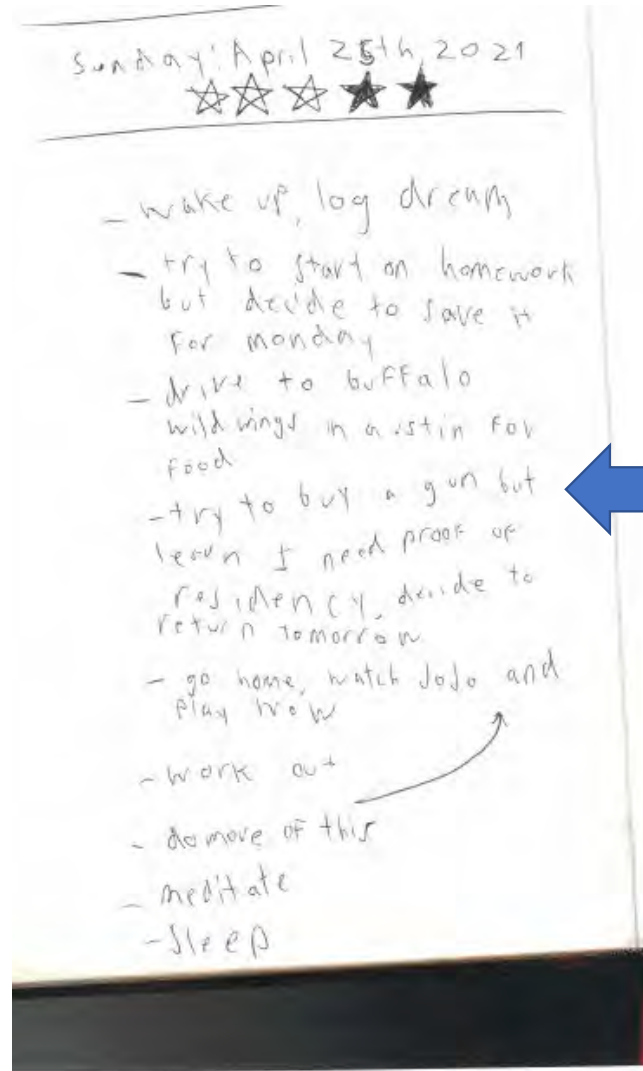 Sunday: April 25th, 2021
- wake up, log dream
- try to start on homework
but decide to save it
for monday
- drive to buffalo
wild wings in austin for
food
- try to buy a gun but
learn I need proof of
residency, decide to
return tomorrow
- go home, watch JoJo and
play
- work out
- do more of this
- meditate
- sleep